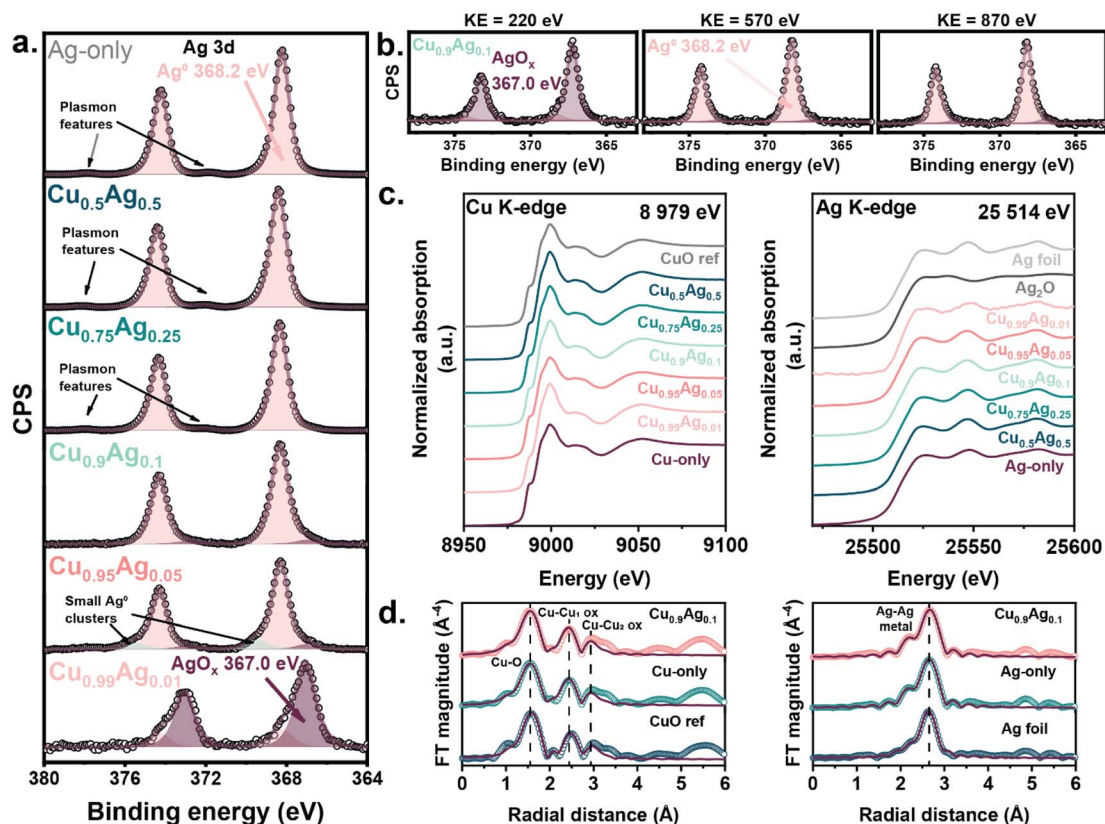 a.
Ag-only
Ag 3d
Ag⁰ 368.2 eV
Plasmon
features
Cu₀.₅Ag₀.₅
Plasmon
features
Cu₀.₇₅Ag₀.₂₅
Plasmon
features
Cu₀.₉Ag₀.₁
Cu₀.₉₅Ag₀.₀₅
Small Ag⁰
clusters
AgOₓ 367.0 eV
Cu₀.₉₉Ag₀.₀₁
CPS
380 376 372 368 364
Binding energy (eV)
b.
KE = 220 eV
KE = 570 eV
KE = 870 eV
Cu₀.₉Ag₀.₁
AgOₓ
367.0 eV
Ag⁰ 368.2 eV
CPS
375 370 365
375 370 365
375 370 365
Binding energy (eV)
Binding energy (eV)
Binding energy (eV)
c.
Cu K-edge
8 979 eV
CuO ref
Cu₀.₅Ag₀.₅
Cu₀.₇₅Ag₀.₂₅
Cu₀.₉Ag₀.₁
Cu₀.₉₅Ag₀.₀₅
Cu₀.₉₉Ag₀.₀₁
Cu-only
Normalized absorption
(a.u.)
8950 9000 9050 9100
Energy (eV)
Ag K-edge
25 514 eV
Ag foil
Ag₂O
Cu₀.₉₉Ag₀.₀₁
Cu₀.₉₅Ag₀.₀₅
Cu₀.₉Ag₀.₁
Cu₀.₇₅Ag₀.₂₅
Cu₀.₅Ag₀.₅
Ag-only
Normalized absorption
(a.u.)
25500 25550 25600
Energy (eV)
d.
Cu-Cu₁ ox
Cu₀.₉Ag₀.₁
Cu-Cu₂ ox
Cu-O
Cu-only
CuO ref
FT magnitude (Å⁻⁴)
0 1 2 3 4 5 6
Radial distance (Å)
Ag-Ag
metal
Cu₀.₉Ag₀.₁
Ag-only
Ag foil
FT magnitude (Å⁻⁴)
0 1 2 3 4 5 6
Radial distance (Å)